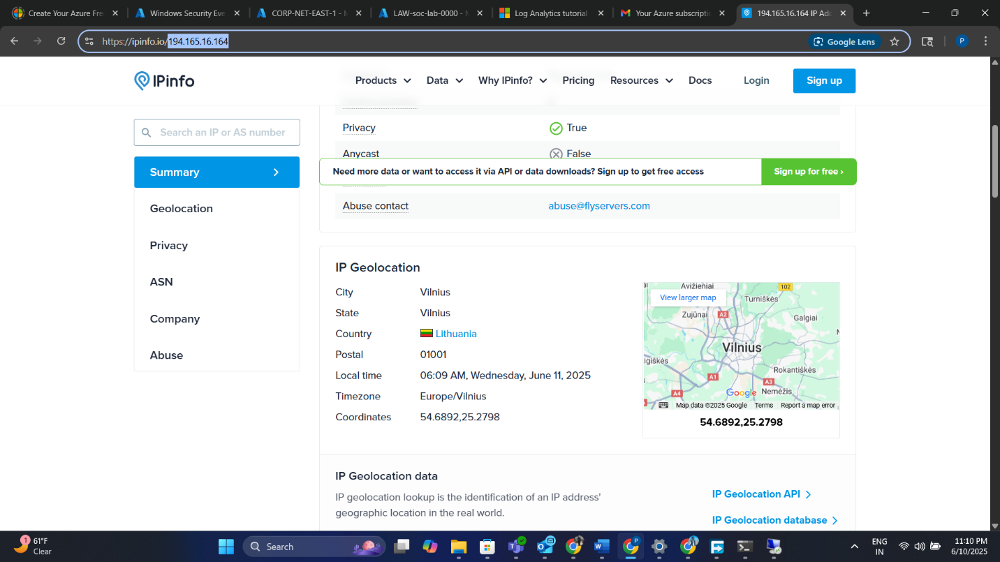 Create Your Azure Fre
Windows Security Eve
CORP-NET-EAST-1 - M
LAW-soc-lab-0000 - M
Log Analytics tutorial
Your Azure subscriptio
194.165.16.164 IP Add
https://ipinfo.io/194.165.16.164
Google Lens
P
IPinfo
Products
Data
Why IPinfo?
Pricing
Resources
Docs
Login
Sign up
Search an IP or AS number
Summary
Geolocation
Privacy
ASN
Company
Abuse
Privacy True
Anycast False
Need more data or want to access it via API or data downloads? Sign up to get free access
Sign up for free ›
Abuse contact abuse@flyservers.com
IP Geolocation
City Vilnius
State Vilnius
Country Lithuania
Postal 01001
Local time 06:09 AM, Wednesday, June 11, 2025
Timezone Europe/Vilnius
Coordinates 54.6892,25.2798
Avižieniai
102
View larger map
Turniškės
Zujūnai
A2
Galgiai
Vilnius
igiškės
Rokantiškės
A1
A3
Nemėžis
A4
Google
Map data ©2025 Google Terms Report a map error
54.6892,25.2798
IP Geolocation data
IP geolocation lookup is the identification of an IP address'
geographic location in the real world.
IP Geolocation API
IP Geolocation database
1
61°F
Clear
Search
P
ENG
IN
11:10 PM
6/10/2025